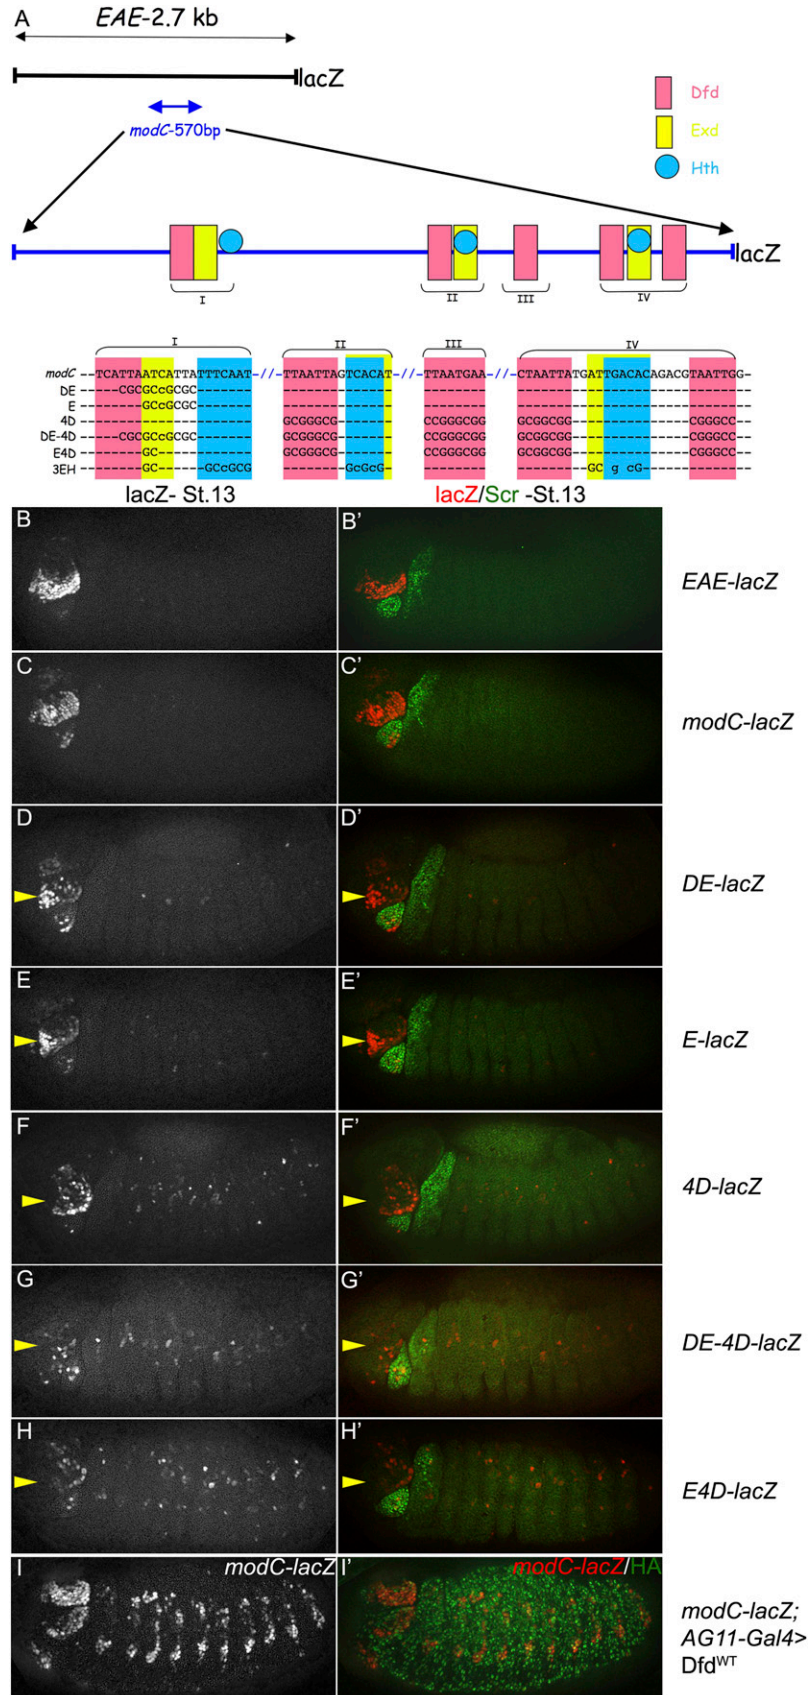 A
EAE-2.7 kb
lacZ
modC-570bp
Dfd
Exd
Hth
lacZ
I
II
III
IV
I II III IV
modC --TCATTAATCATTATTTCAAT-//--TTAATTAGTCACAT--//--TTAATGAA-//--CTAATTATGATTGACACAGACGTAATTGG-
DE ----CGCGCcGCGC
E GCcGCGC
4D GCGGGCG CCGGGCGG GCGGCGG CGGGCC
DE-4D ----CGCGCcGCGC GCGGGCG CCGGGCGG GCGGCGG CGGGCC
E4D GC GCGGGCG CCGGGCGG GCGGCGG CGGGCC
3EH GC----GCcGCG GcGcG GC g cG
lacZ- St.13
lacZ/Scr -St.13
B
B'
EAE-lacZ
C
C'
modC-lacZ
D
D'
DE-lacZ
E
E'
E-lacZ
F
F'
4D-lacZ
G
G'
DE-4D-lacZ
H
H'
E4D-lacZ
I
modC-lacZ
I'
modC-lacZ/HA
modC-lacZ;
AG11-Gal4>
Dfd^WT